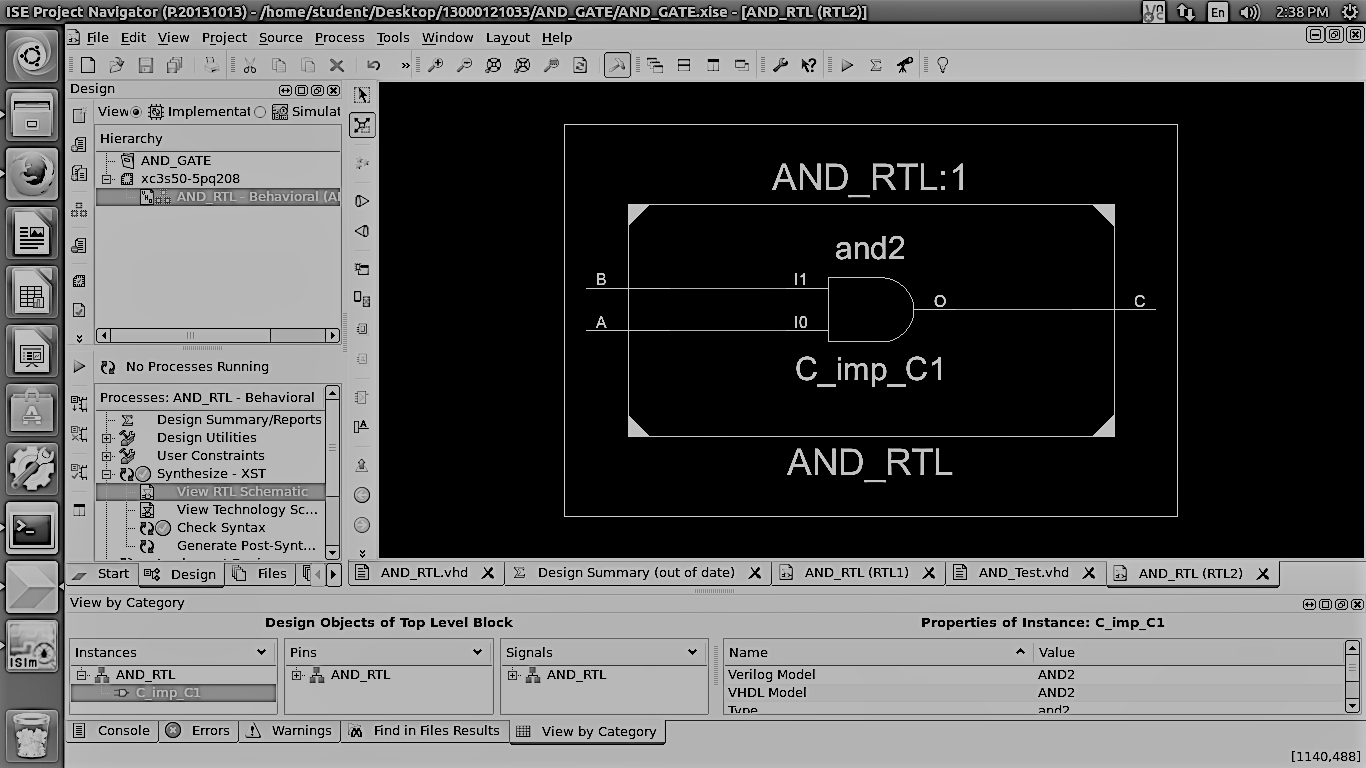 ISE Project Navigator (P.20131013) - /home/student/Desktop/13000121033/AND_GATE/AND_GATE.xise - [AND_RTL (RTL2)]
En
2:38 PM
File Edit View Project Source Process Tools Window Layout Help
Design
View Implementat Simulat
Hierarchy
AND_GATE
xc3s50-5pq208
AND_RTL - Behavioral (A
No Processes Running
Processes: AND_RTL - Behavioral
Design Summary/Reports
Design Utilities
User Constraints
Synthesize - XST
View RTL Schematic
View Technology Sc...
Check Syntax
Generate Post-Synt...
Start Design Files
AND_RTL:1
and2
B I1
O C
A I0
C_imp_C1
AND_RTL
AND_RTL.vhd Design Summary (out of date) AND_RTL (RTL1) AND_Test.vhd AND_RTL (RTL2)
View by Category
Design Objects of Top Level Block
Properties of Instance: C_imp_C1
Instances Pins Signals Name Value
AND_RTL AND_RTL AND_RTL Verilog Model AND2
C_imp_C1 VHDL Model AND2
Type and2
Console Errors Warnings Find in Files Results View by Category
[1140,488]
ISim